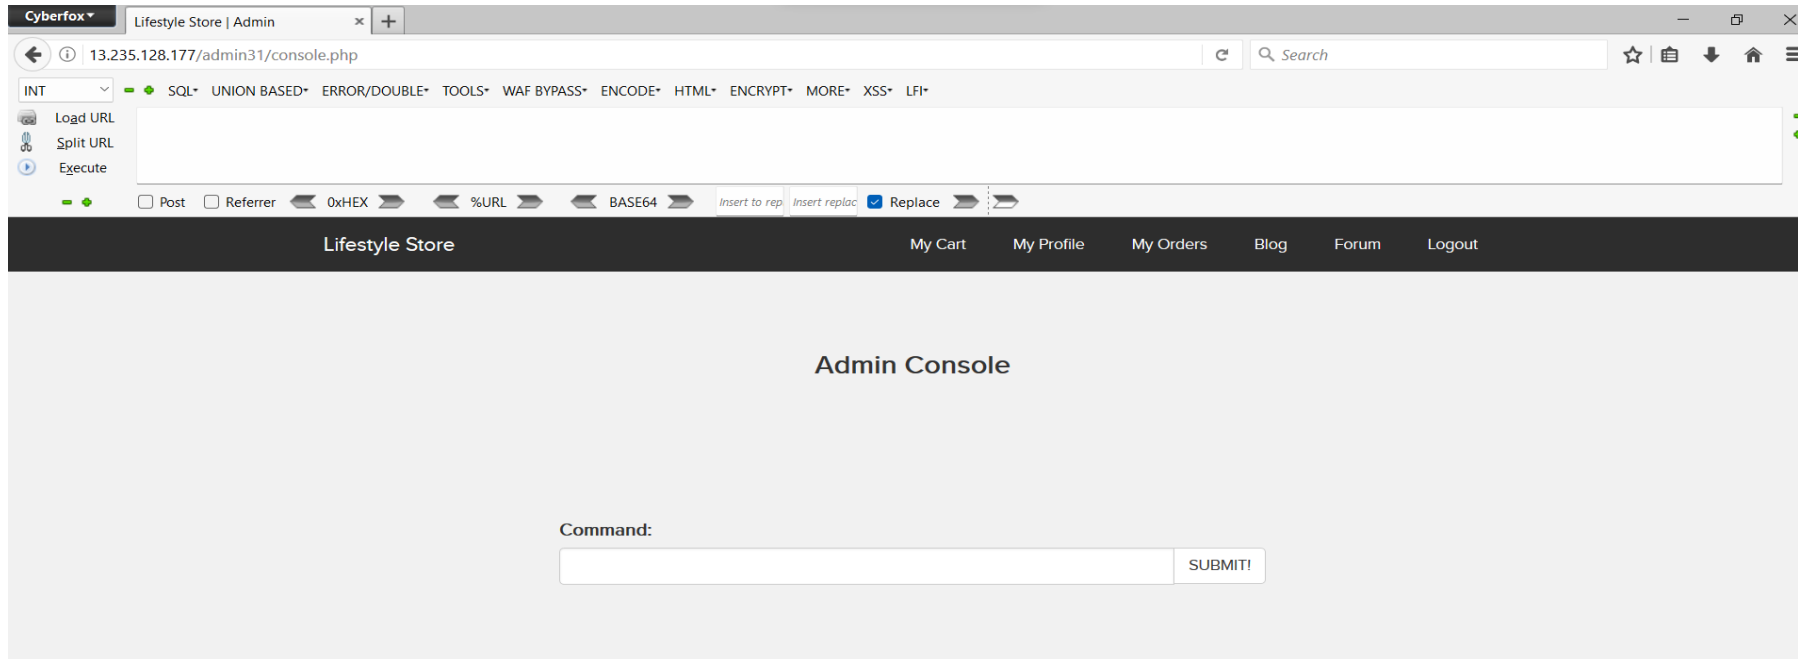 Cyberfox
Lifestyle Store | Admin
13.235.128.177/admin31/console.php
Search
INT SQL UNION BASED ERROR/DOUBLE TOOLS WAF BYPASS ENCODE HTML ENCRYPT MORE XSS LFI
Load URL
Split URL
Execute
Post Referrer 0xHEX %URL BASE64 Insert to rep Insert replac Replace
Lifestyle Store My Cart My Profile My Orders Blog Forum Logout
Admin Console
Command:
SUBMIT!